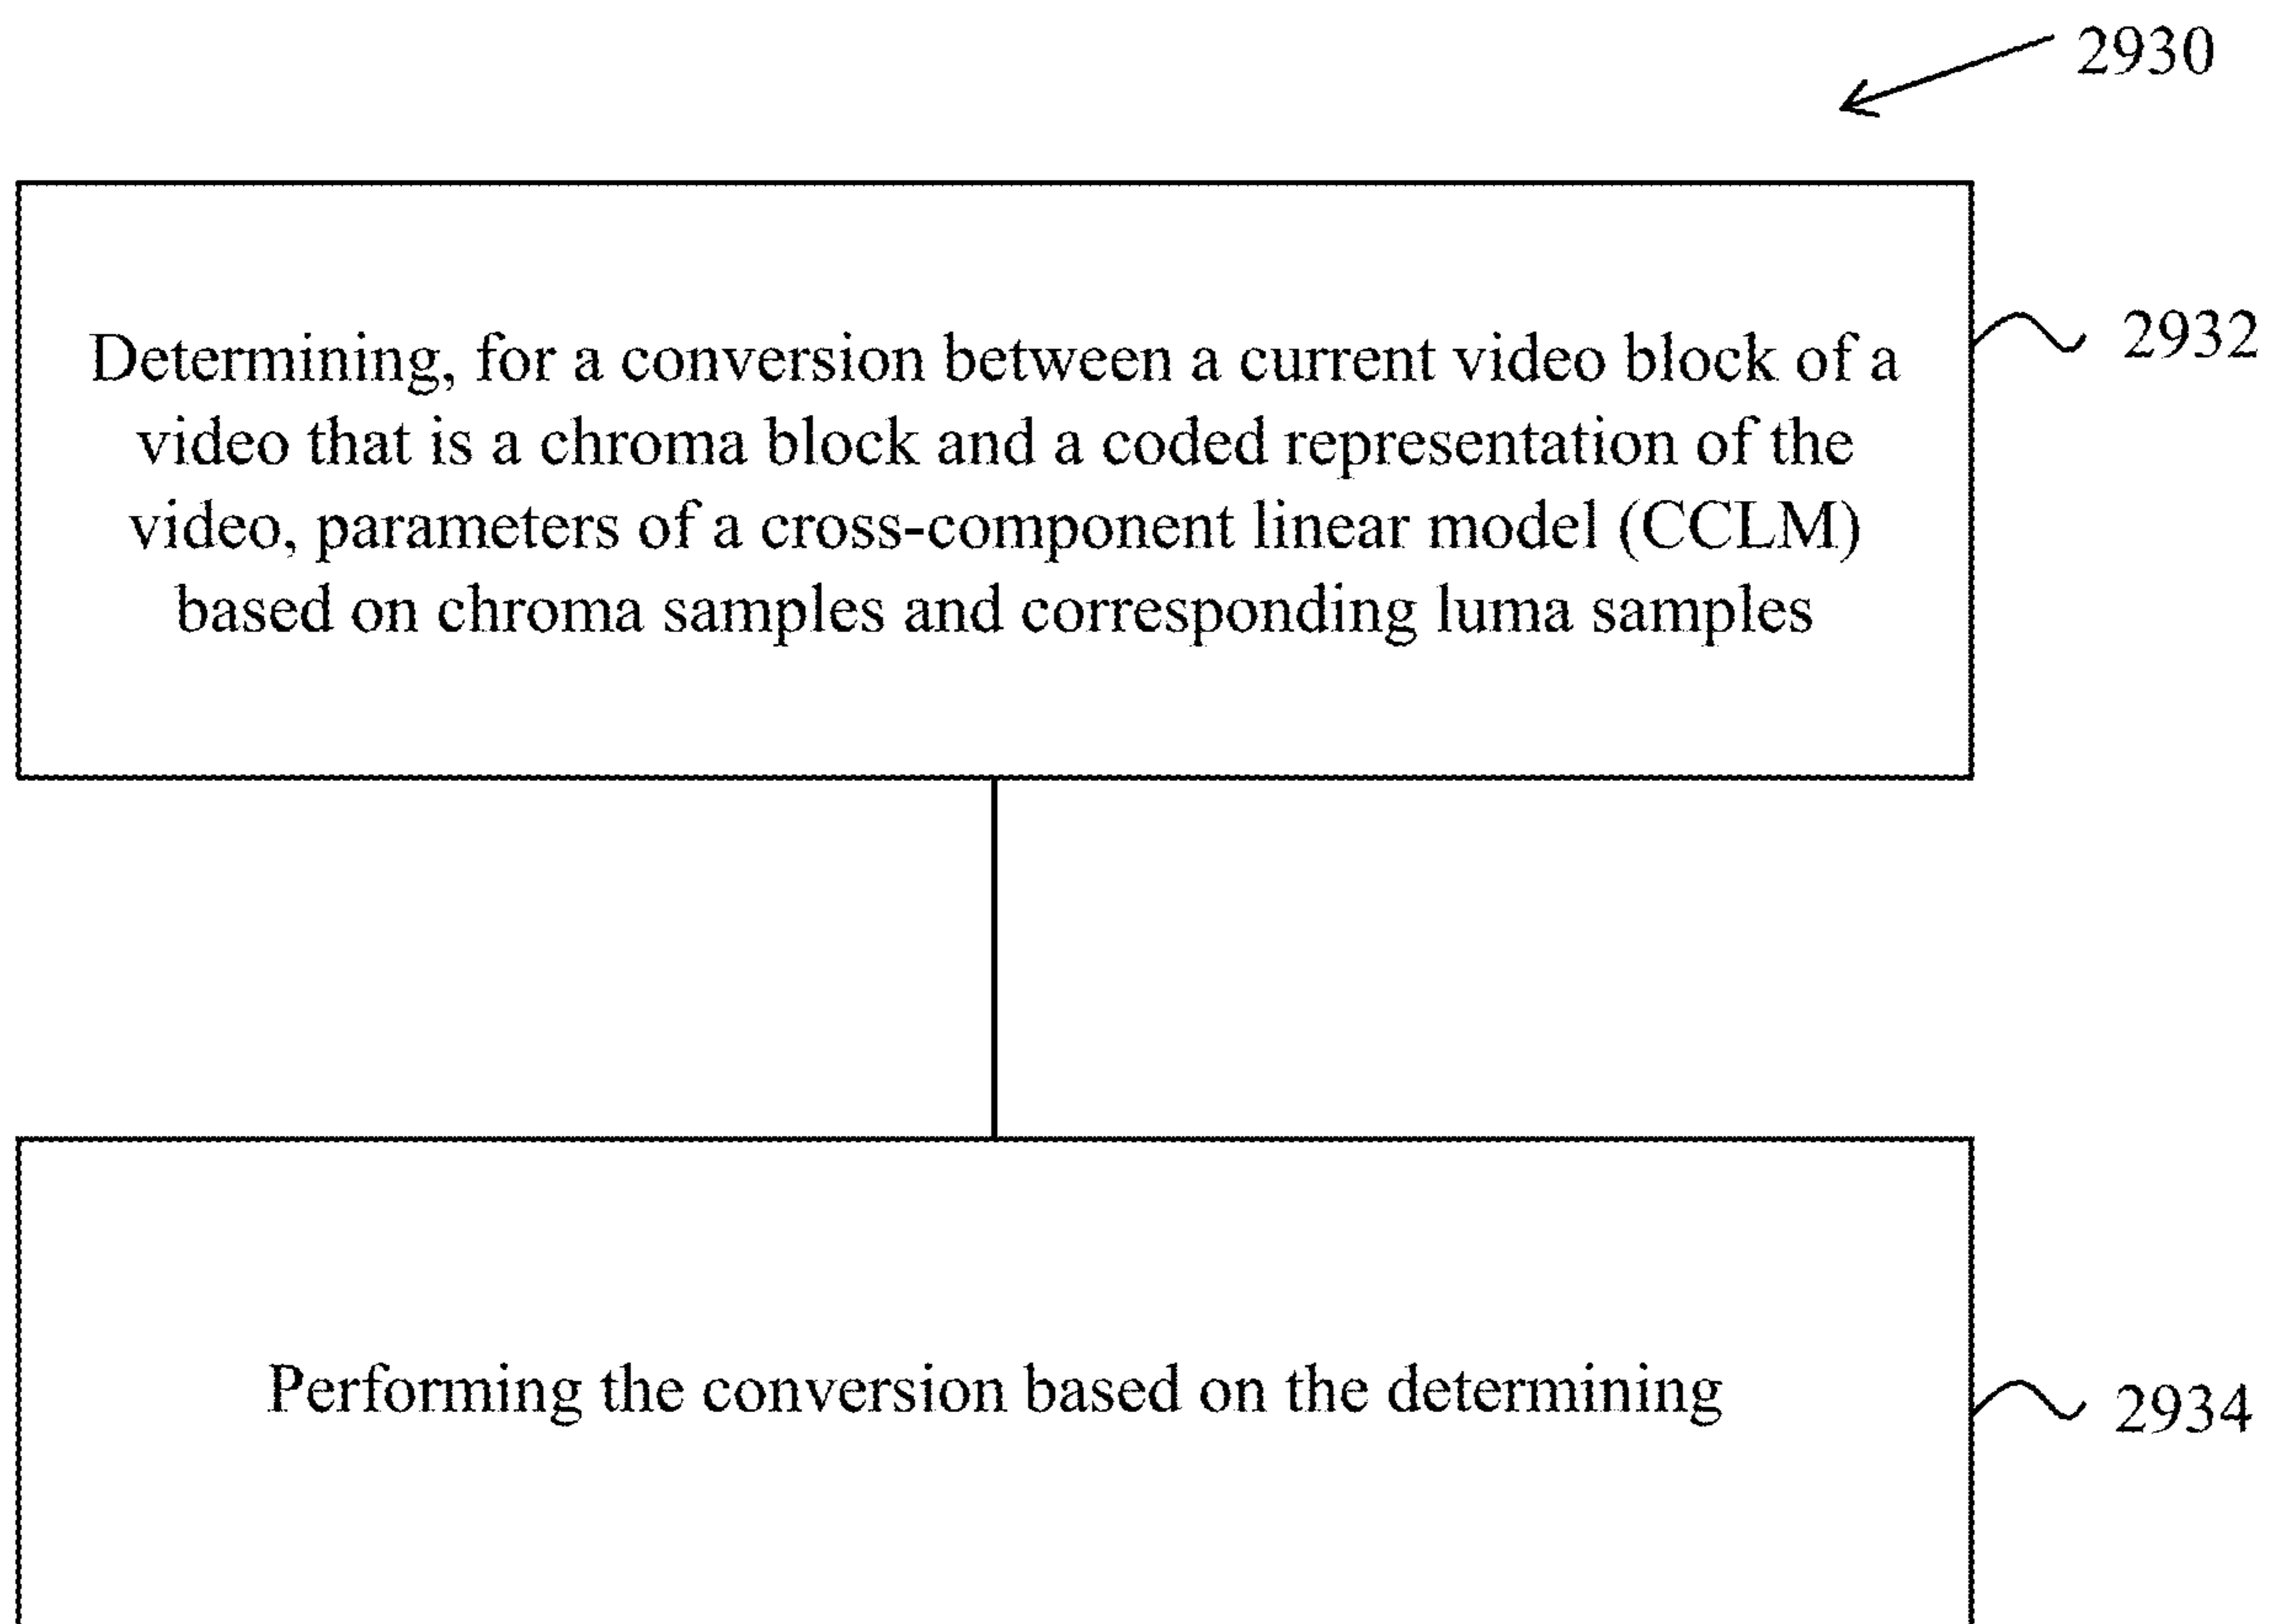 2930
Determining, for a conversion between a current video block of a
video that is a chroma block and a coded representation of the
video, parameters of a cross-component linear model (CCLM)
based on chroma samples and corresponding luma samples
2932
Performing the conversion based on the determining
2934